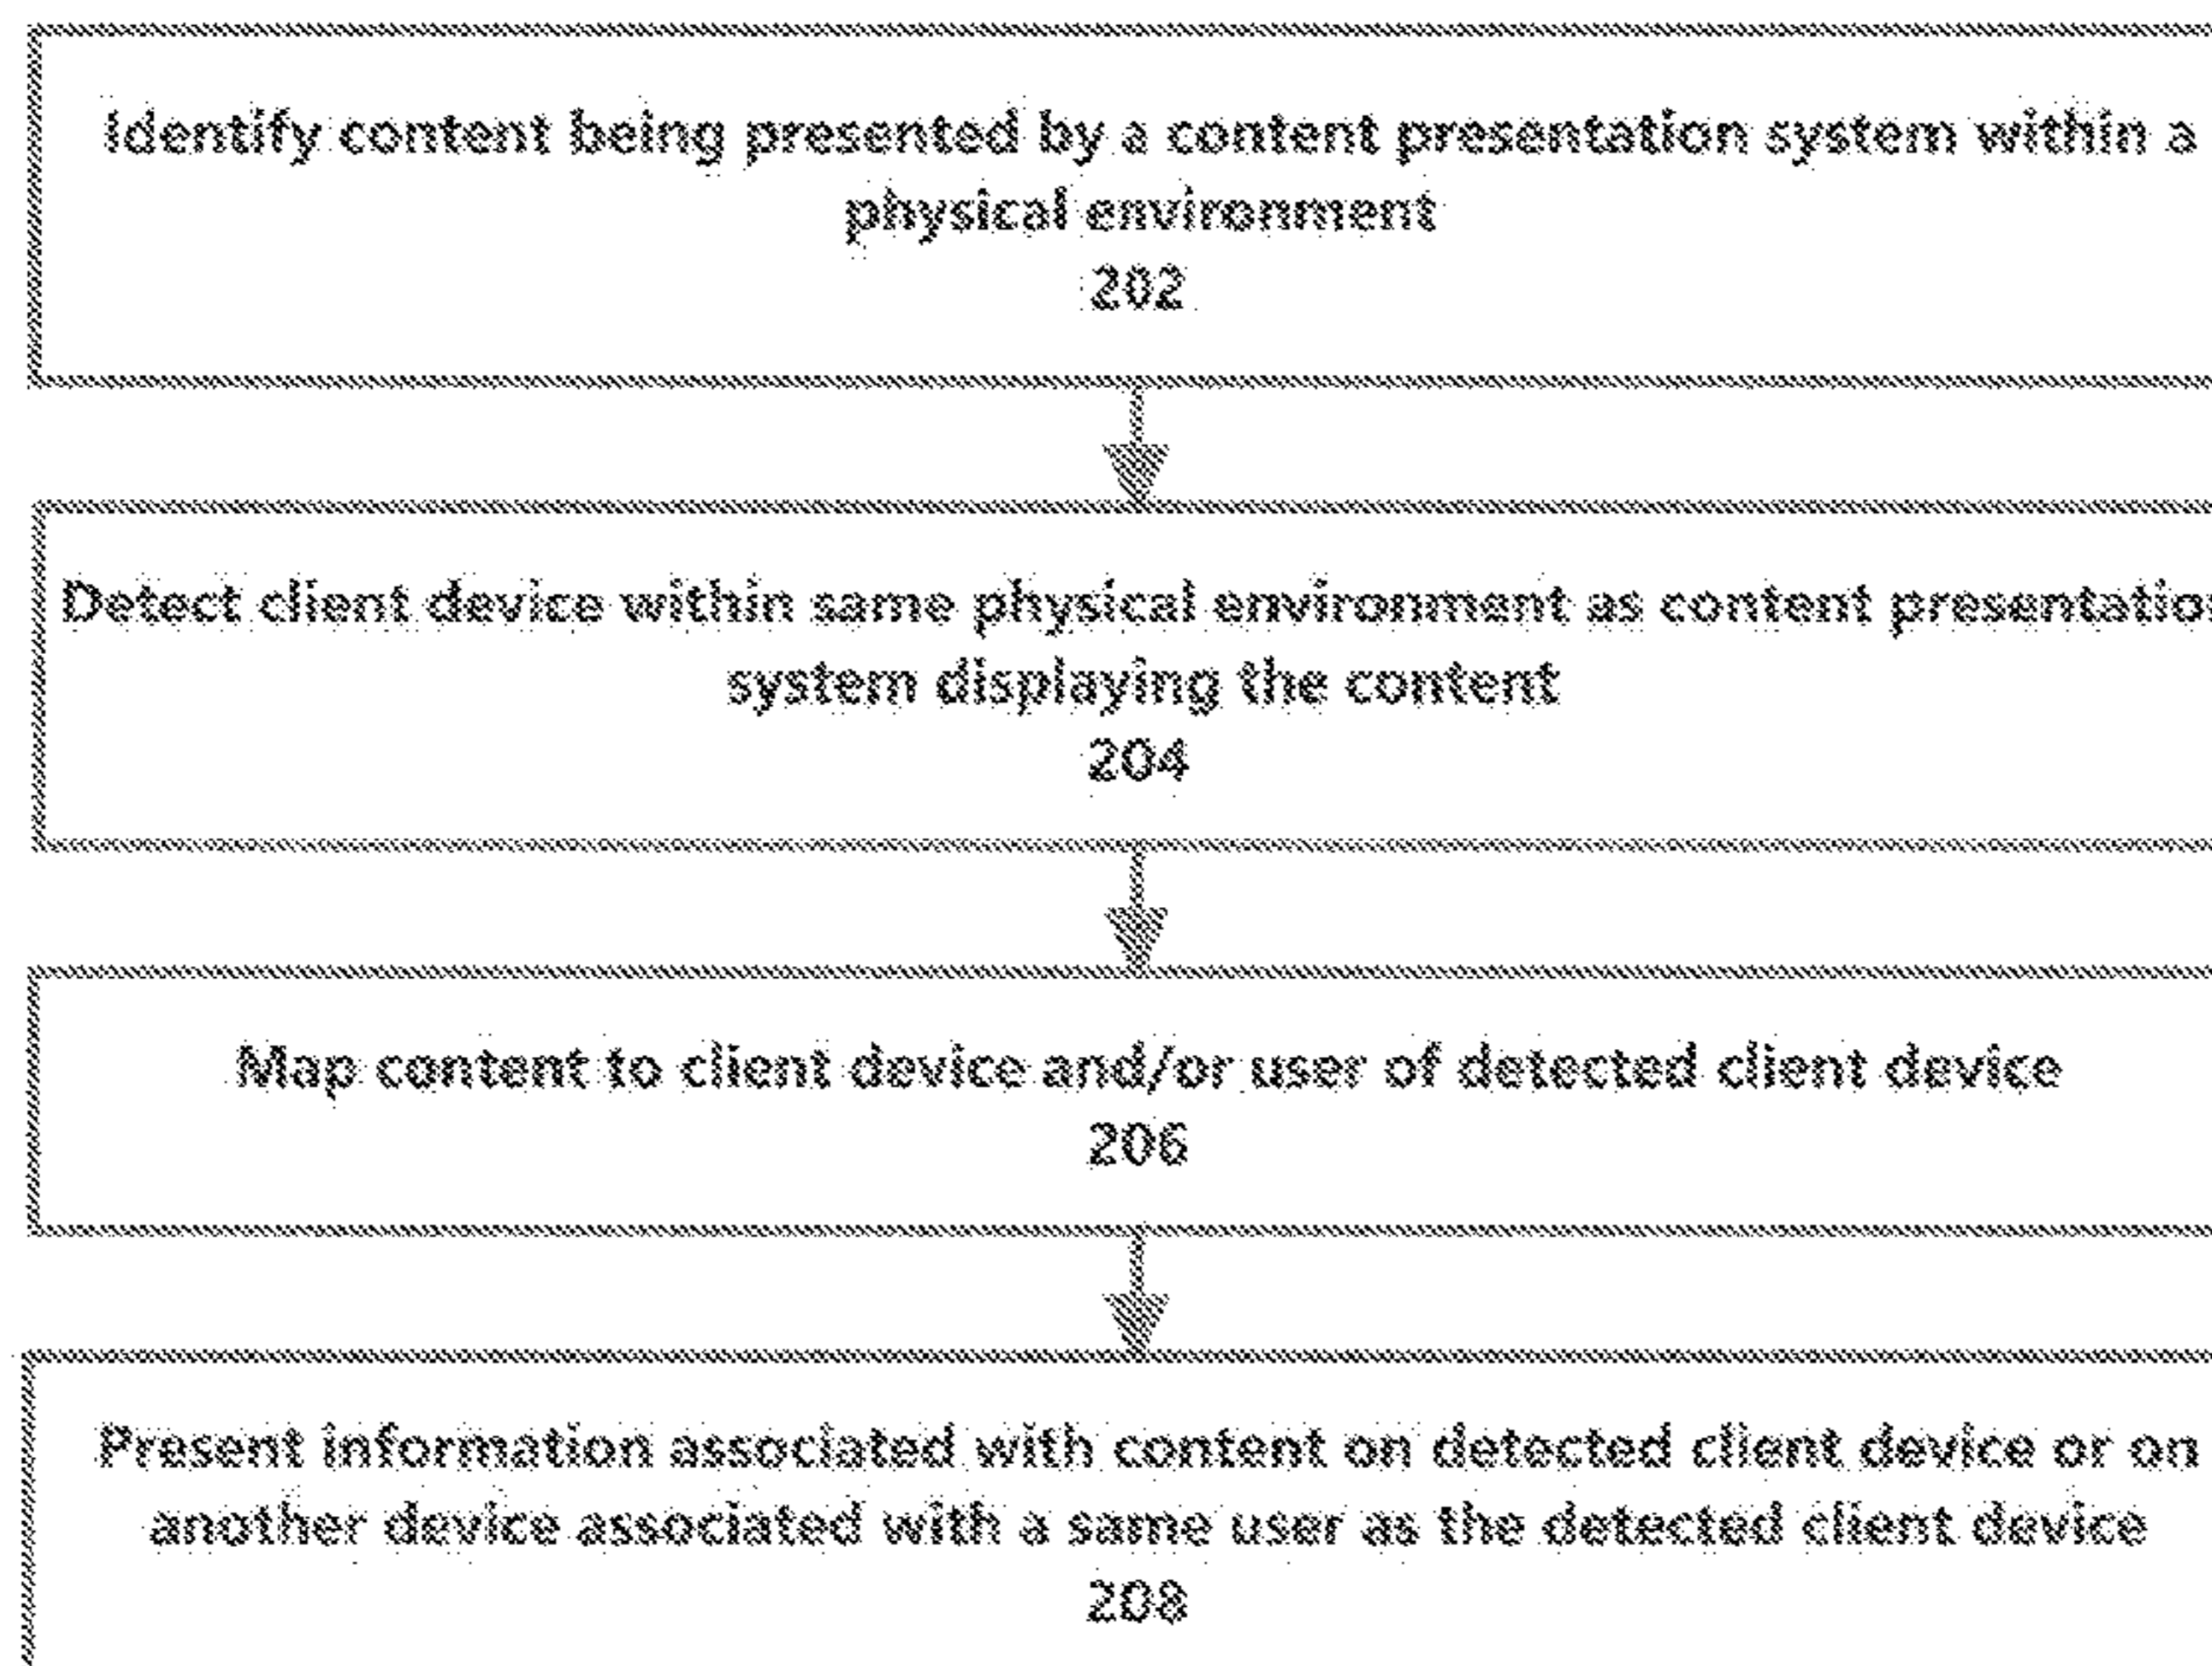 Identify content being presented by a content presentation system within a
physical environment
202
Detect client device within same physical environment as content presentation
system displaying the content
204
Map content to client device and/or user of detected client device
206
Present information associated with content on detected client device or on
another device associated with a same user as the detected client device
208